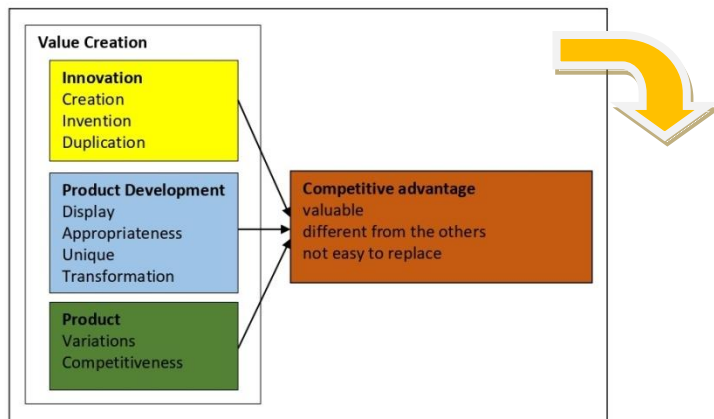 Value Creation
Innovation
Creation
Invention
Duplication
Product Development
Display
Appropriateness
Unique
Transformation
Product
Variations
Competitiveness
Competitive advantage
valuable
different from the others
not easy to replace